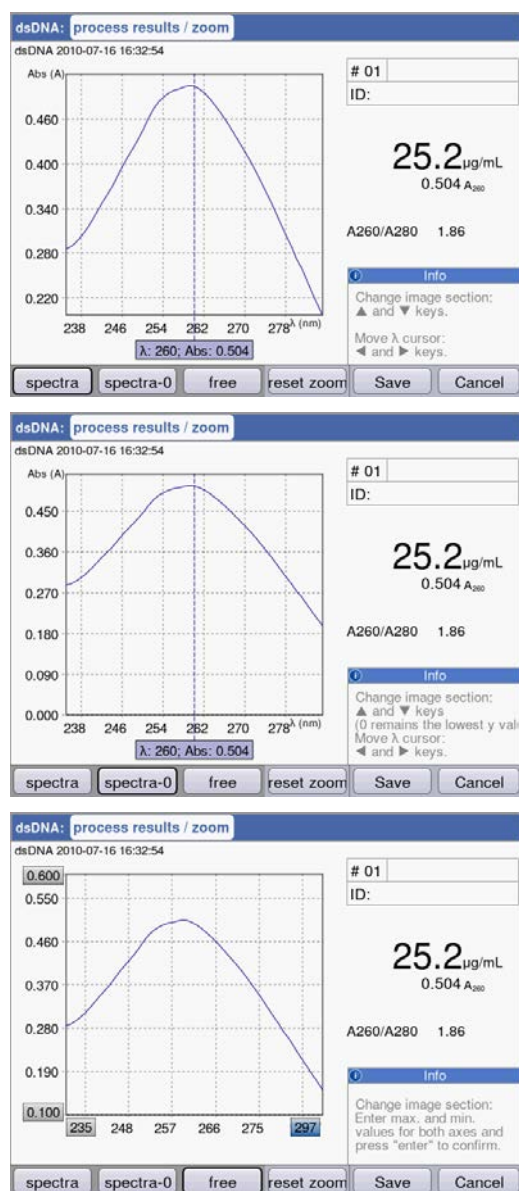 dsDNA: process results / zoom
dsDNA 2010-07-16 16:32:54
Abs (A)
0.460
0.400
0.340
0.280
0.220
238 246 254 262 270 278 λ (nm)
λ: 260; Abs: 0.504
# 01
ID:
25.2 µg/mL
0.504 A260
A260/A280 1.86
Info
Change image section:
▲ and ▼ keys.
Move λ cursor:
◄ and ► keys.
spectra spectra-0 free reset zoom Save Cancel
dsDNA: process results / zoom
dsDNA 2010-07-16 16:32:54
Abs (A)
0.450
0.360
0.270
0.180
0.090
0.000
238 246 254 262 270 278 λ (nm)
λ: 260; Abs: 0.504
# 01
ID:
25.2 µg/mL
0.504 A260
A260/A280 1.86
Info
Change image section:
▲ and ▼ keys
(0 remains the lowest y valu
Move λ cursor:
◄ and ► keys.
spectra spectra-0 free reset zoom Save Cancel
dsDNA: process results / zoom
dsDNA 2010-07-16 16:32:54
0.600
0.550
0.460
0.370
0.280
0.190
0.100
235 248 257 266 275 297
# 01
ID:
25.2 µg/mL
0.504 A260
A260/A280 1.86
Info
Change image section:
Enter max. and min.
values for both axes and
press "enter" to confirm.
spectra spectra-0 free reset zoom Save Cancel